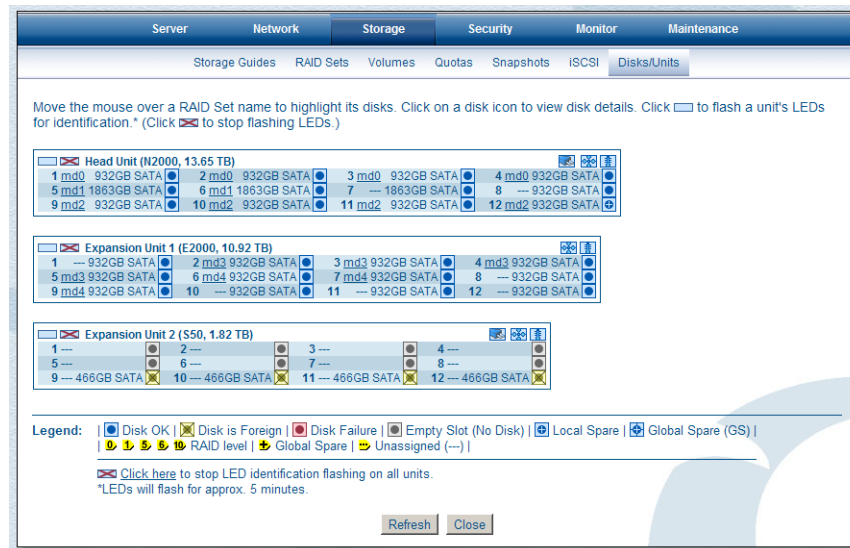 Server Network Storage Security Monitor Maintenance
Storage Guides RAID Sets Volumes Quotas Snapshots iSCSI Disks/Units
Move the mouse over a RAID Set name to highlight its disks. Click on a disk icon to view disk details. Click to flash a unit's LEDs
for identification.* (Click to stop flashing LEDs.)
Head Unit (N2000, 13.65 TB)
1 md0 932GB SATA 2 md0 932GB SATA 3 md0 932GB SATA 4 md0 932GB SATA
5 md1 1863GB SATA 6 md1 1863GB SATA 7 --- 1863GB SATA 8 --- 932GB SATA
9 md2 932GB SATA 10 md2 932GB SATA 11 md2 932GB SATA 12 md2 932GB SATA
Expansion Unit 1 (E2000, 10.92 TB)
1 --- 932GB SATA 2 md3 932GB SATA 3 md3 932GB SATA 4 md3 932GB SATA
5 md3 932GB SATA 6 md4 932GB SATA 7 md4 932GB SATA 8 --- 932GB SATA
9 md4 932GB SATA 10 --- 932GB SATA 11 --- 932GB SATA 12 --- 932GB SATA
Expansion Unit 2 (S50, 1.82 TB)
1 --- 2 --- 3 --- 4 ---
5 --- 6 --- 7 --- 8 ---
9 --- 466GB SATA 10 --- 466GB SATA 11 --- 466GB SATA 12 --- 466GB SATA
Legend: | Disk OK | Disk is Foreign | Disk Failure | Empty Slot (No Disk) | Local Spare | Global Spare (GS) |
| 0 1 5 6 10 RAID level | Global Spare | Unassigned (---) |
Click here to stop LED identification flashing on all units.
*LEDs will flash for approx. 5 minutes.
Refresh Close